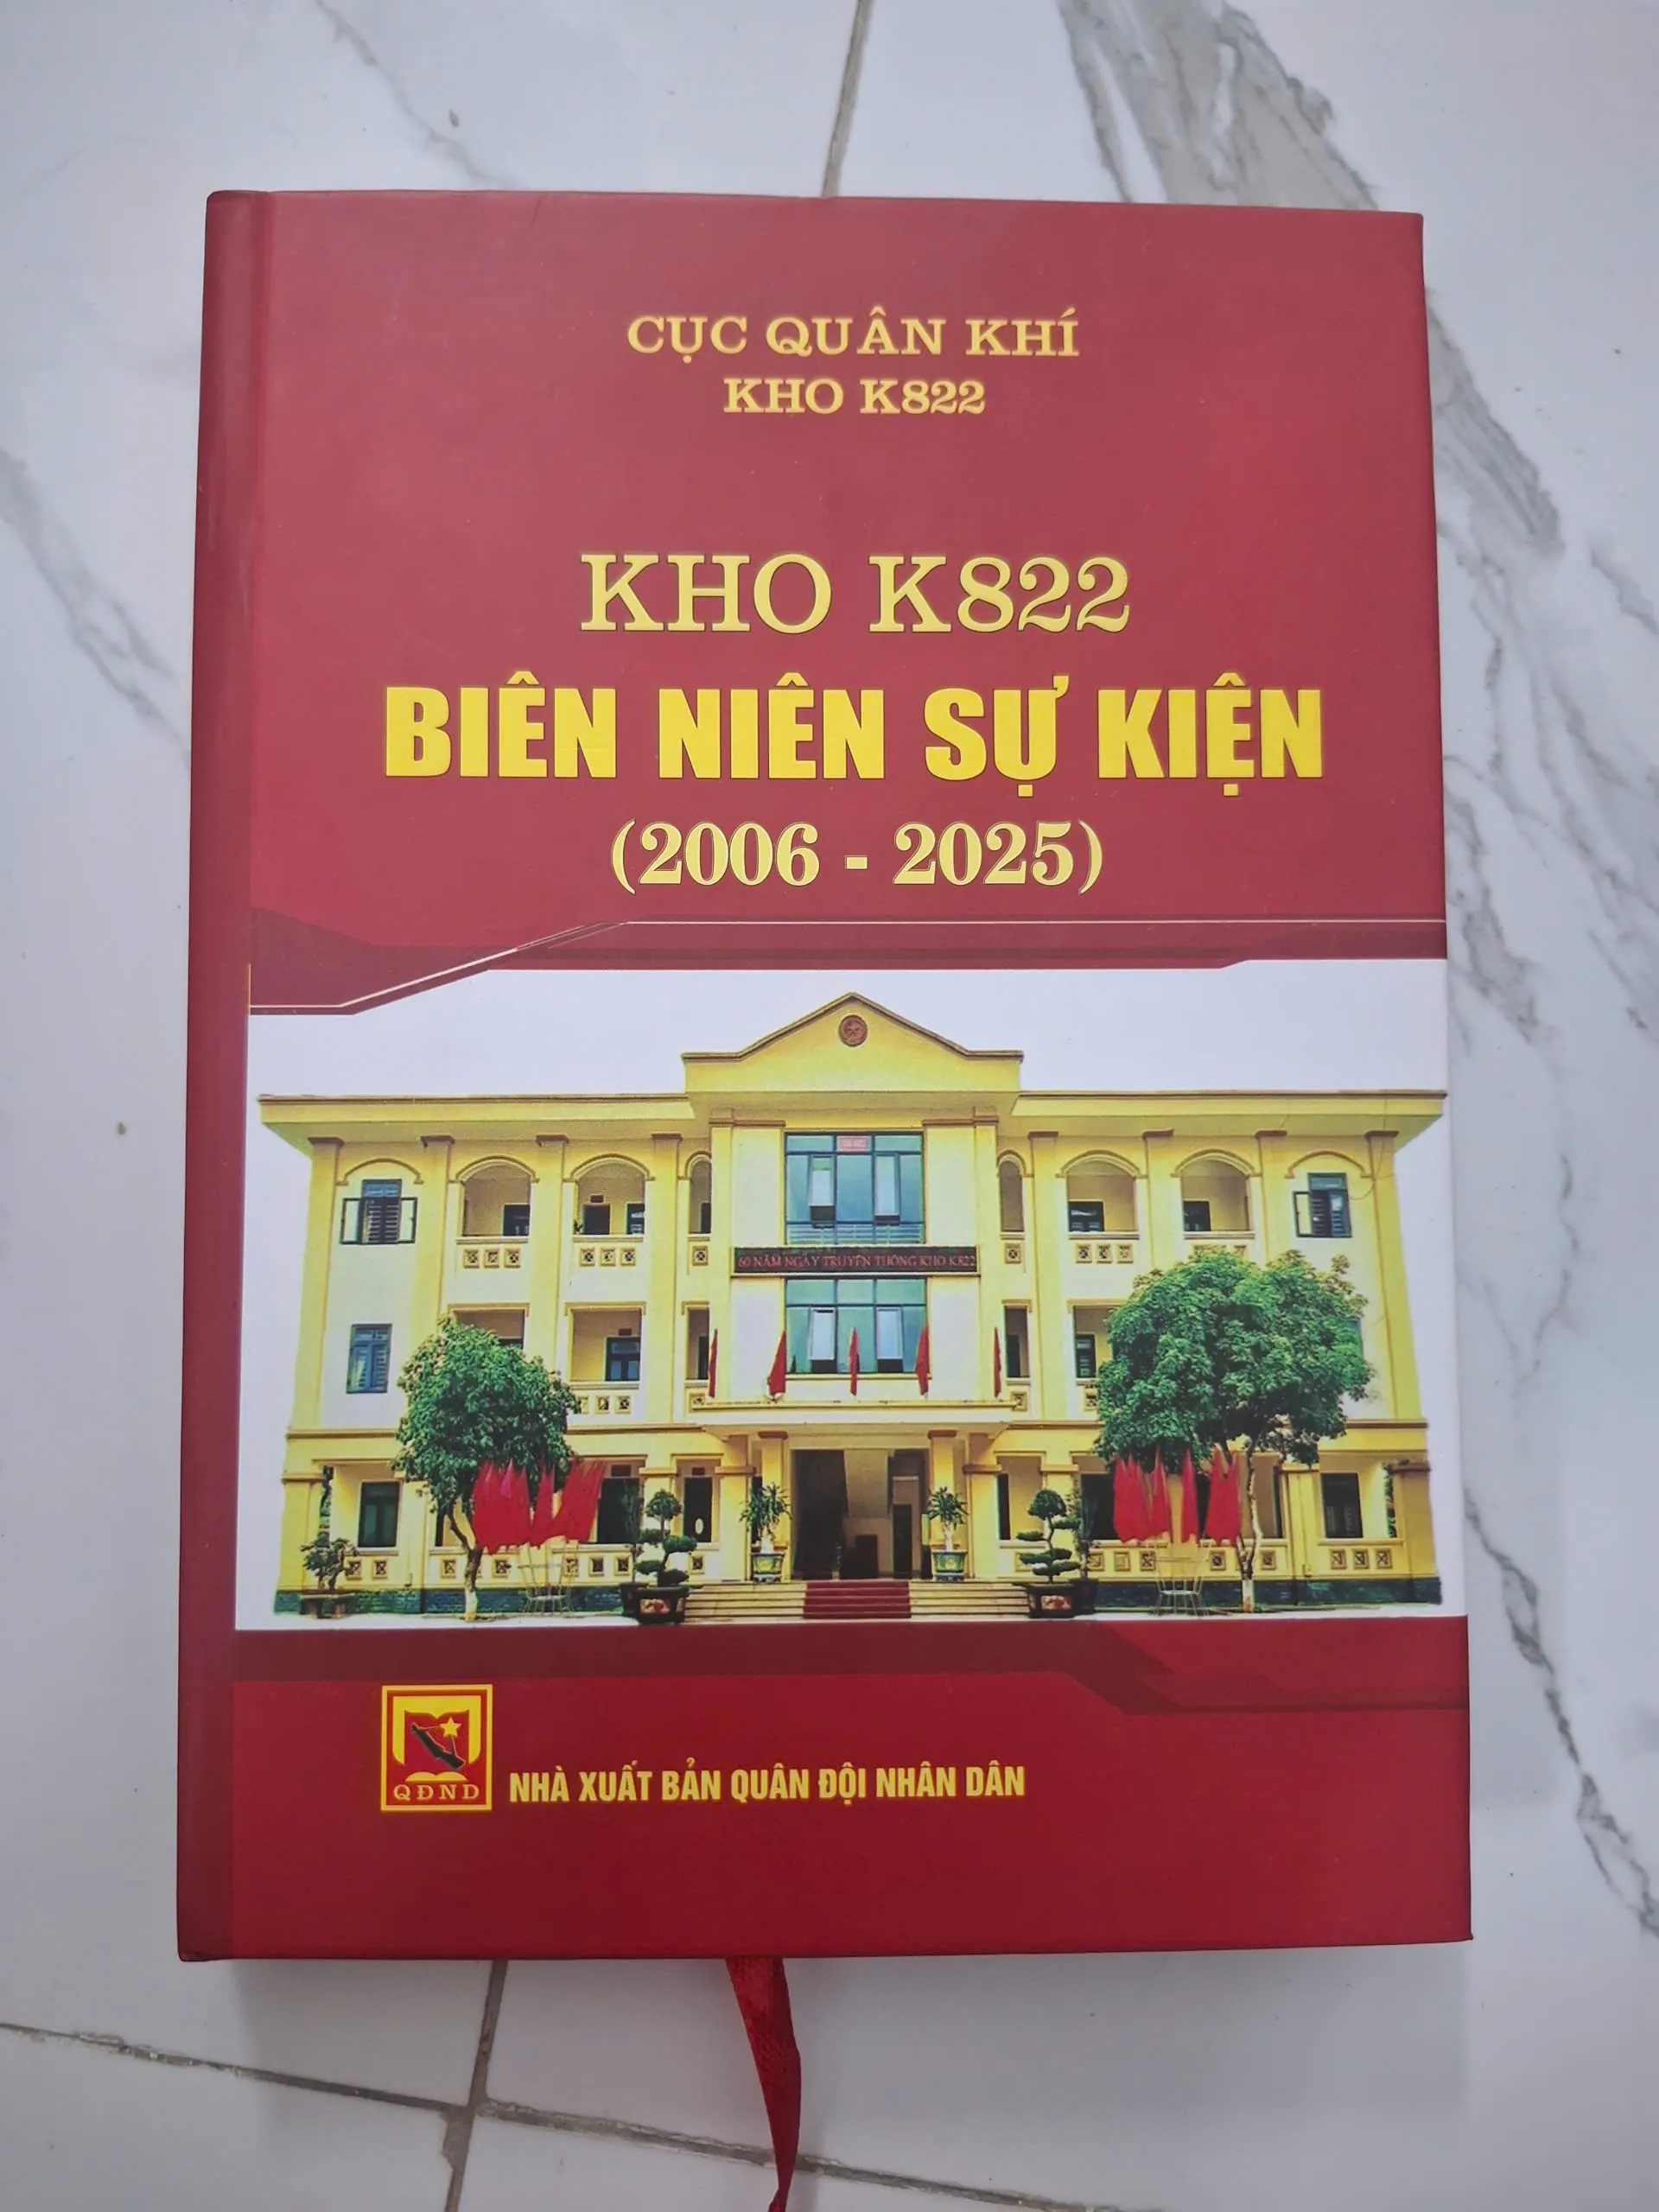 CỤC QUÂN KHÍ
KHO K822
KHO K822
BIÊN NIÊN SỰ KIỆN
(2006 - 2025)
60 NĂM NGÀY TRUYỀN THỐNG KHO K822
QĐND
NHÀ XUẤT BẢN QUÂN ĐỘI NHÂN DÂN